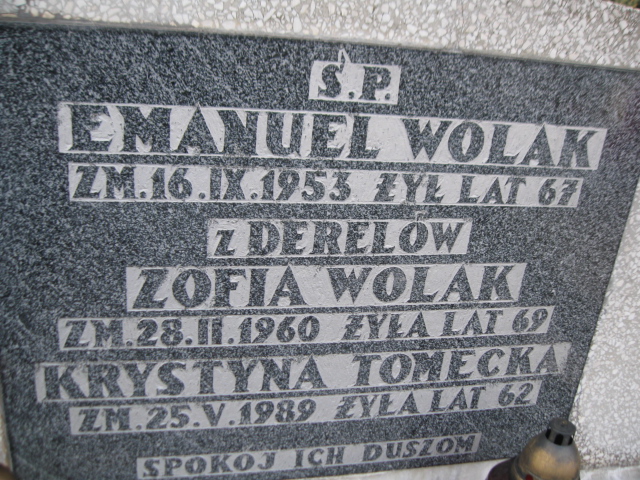 Ś.P.
EMANUEL WOLAK
ZM.16.IX.1953 ŻYŁ LAT 67
z DERELÓW
ZOFIA WOLAK
ZM.28.II.1960 ŻYŁA LAT 69
KRYSTYNA TOMECKA
ZM.25.V.1989 ŻYŁA LAT 62
SPOKOJ ICH DUSZOM